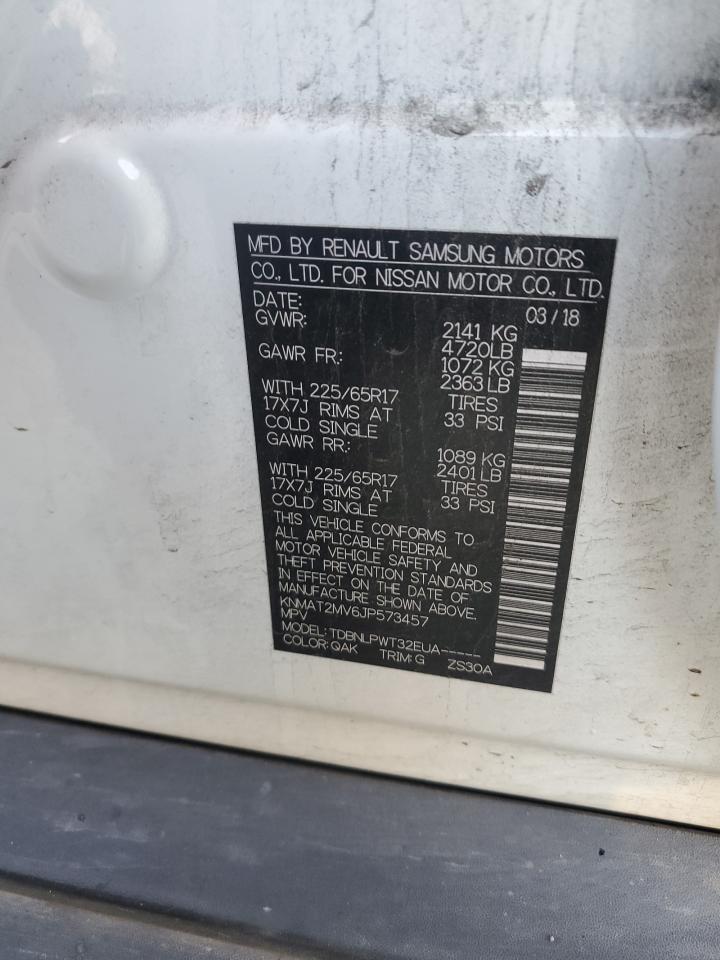 MFD BY RENAULT SAMSUNG MOTORS
CO., LTD. FOR NISSAN MOTOR CO., LTD.
DATE: 03/18
GVWR: 2141 KG
4720LB
GAWR FR.: 1072 KG
2363LB
WITH 225/65R17 TIRES
17X7J RIMS AT 33 PSI
COLD SINGLE
GAWR RR.: 1089 KG
2401LB
WITH 225/65R17 TIRES
17X7J RIMS AT 33 PSI
COLD SINGLE
THIS VEHICLE CONFORMS TO
ALL APPLICABLE FEDERAL
MOTOR VEHICLE SAFETY AND
THEFT PREVENTION STANDARDS
IN EFFECT ON THE DATE OF
MANUFACTURE SHOWN ABOVE.
KNMAT2MV6JP573457
MPV
MODEL: TDBNLPWT32EUA-----
COLOR: QAK TRIM: G ZS30A